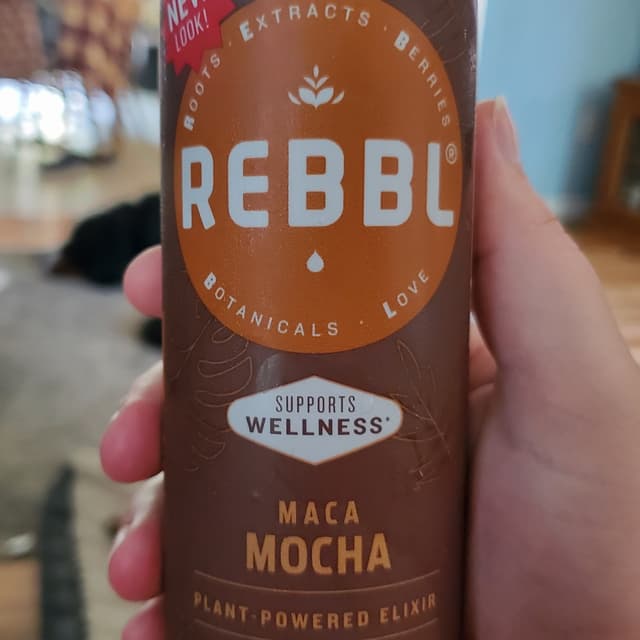 NEW
LOOK!
ROOTS · EXTRACTS · BERRIES
REBBL®
BOTANICALS · LOVE
SUPPORTS
WELLNESS*
MACA
MOCHA
PLANT-POWERED ELIXIR